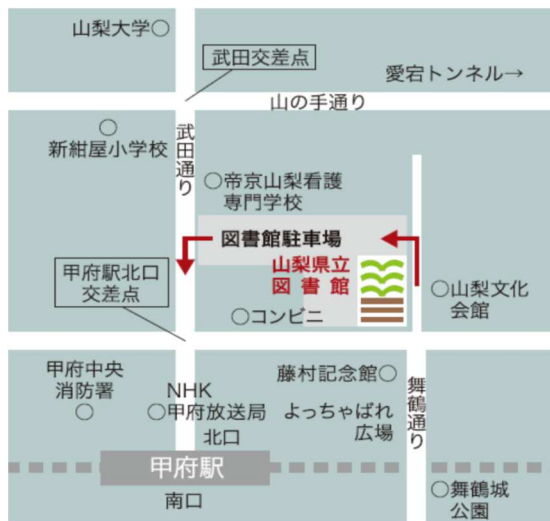 山梨大学
武田交差点
愛宕トンネル→
山の手通り
新紺屋小学校
武田通り
帝京山梨看護
専門学校
図書館駐車場
山梨県立
図書館
甲府駅北口
交差点
コンビニ
山梨文化
会館
甲府中央
消防署
NHK
甲府放送局
北口
藤村記念館
よっちゃばれ
広場
舞鶴通り
甲府駅
南口
舞鶴城
公園